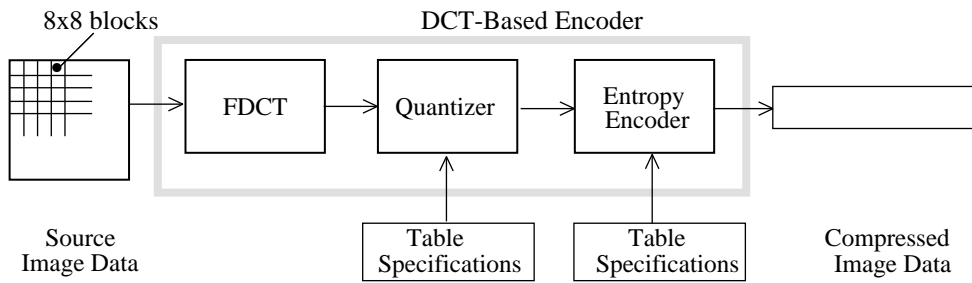 8x8 blocks
DCT-Based Encoder
FDCT
Quantizer
Entropy
Encoder
Source
Image Data
Table
Specifications
Table
Specifications
Compressed
Image Data